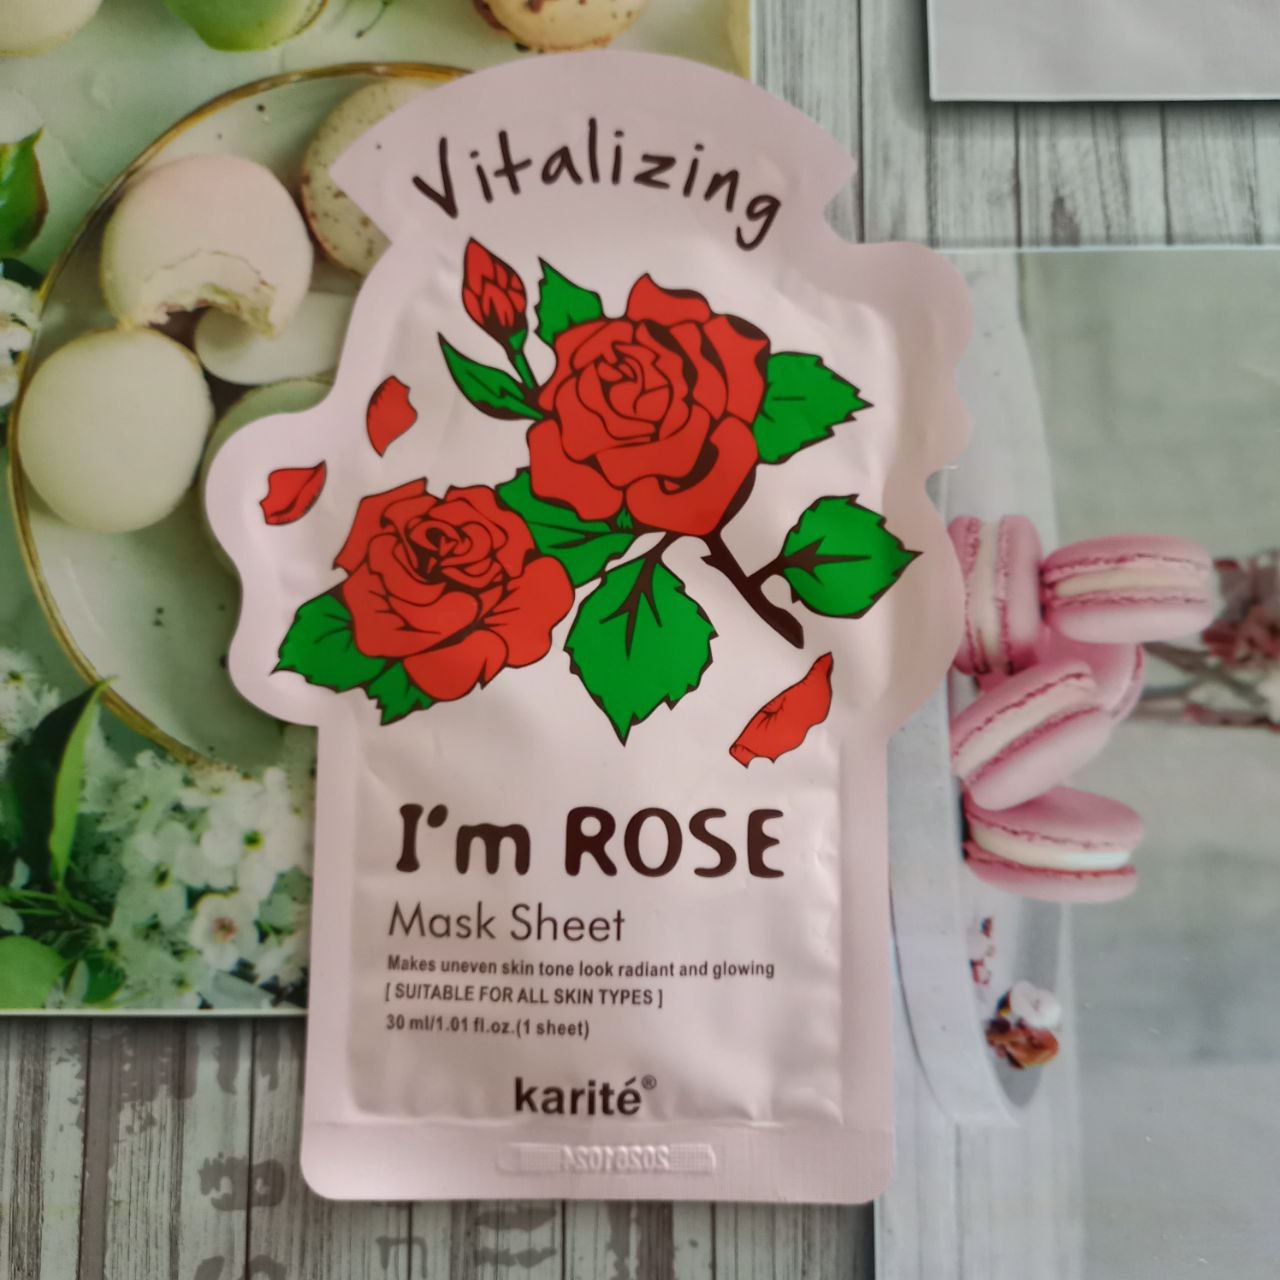 Vitalizing
I'm ROSE
Mask Sheet
Makes uneven skin tone look radiant and glowing
[ SUITABLE FOR ALL SKIN TYPES ]
30 ml/1.01 fl.oz.(1 sheet)
karité®